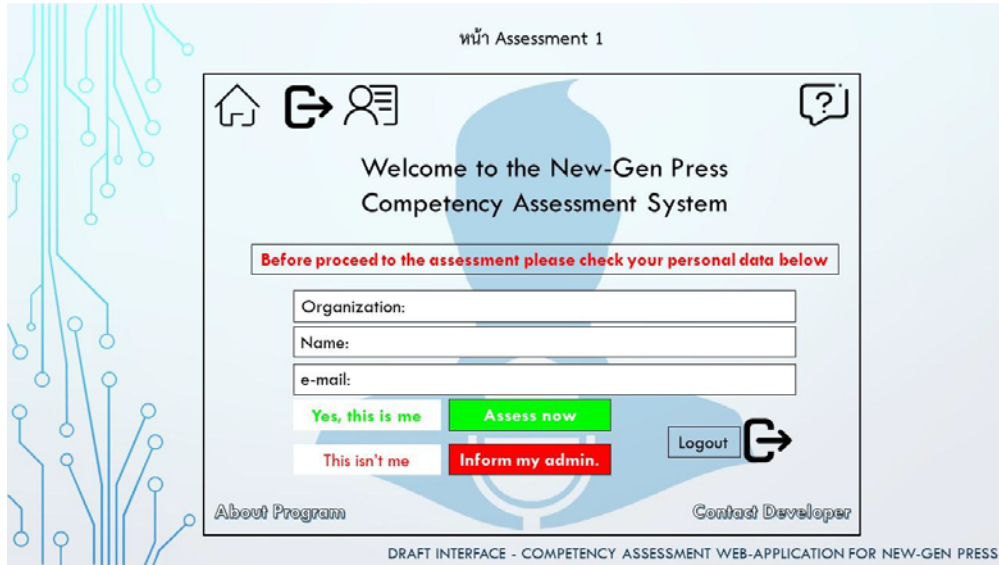 หน้า Assessment 1
?
Welcome to the New-Gen Press
Competency Assessment System
Before proceed to the assessment please check your personal data below
Organization:
Name:
e-mail:
Yes, this is me
Assess now
This isn't me
Inform my admin.
Logout
About Program
Contact Developer
DRAFT INTERFACE - COMPETENCY ASSESSMENT WEB-APPLICATION FOR NEW-GEN PRESS